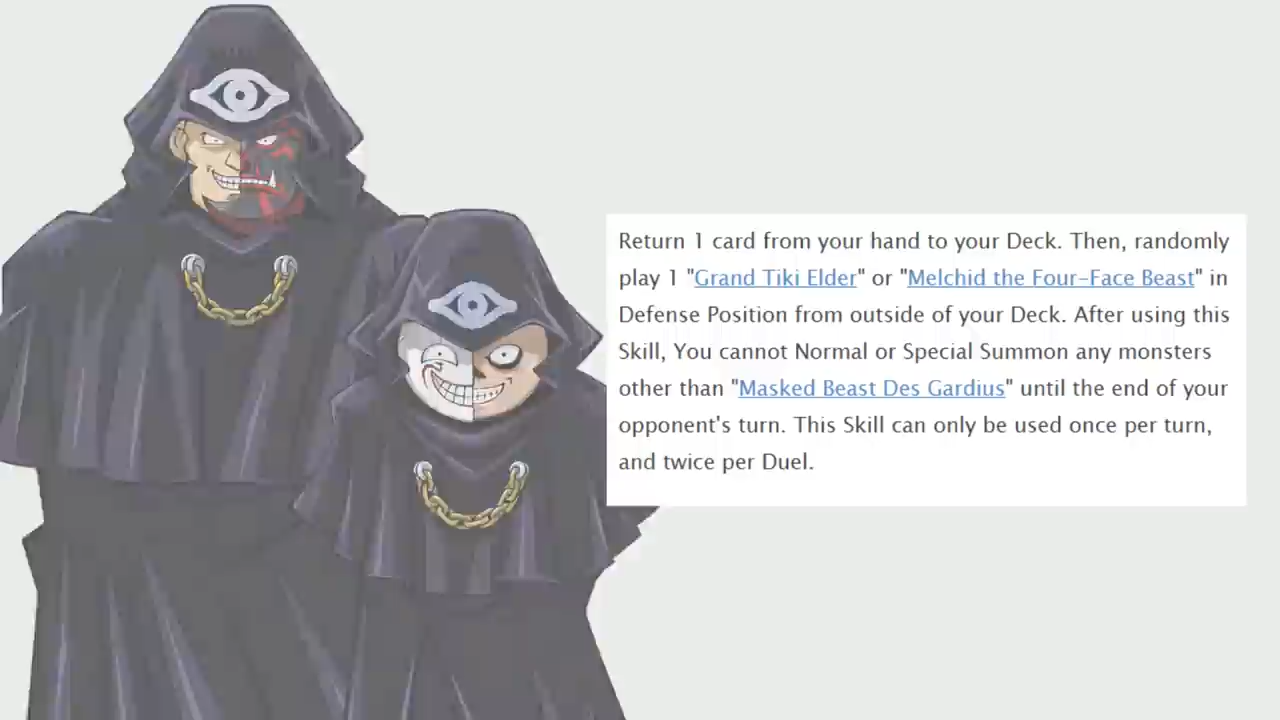 Return 1 card from your hand to your Deck. Then, randomly
play 1 "Grand Tiki Elder" or "Melchid the Four-Face Beast" in
Defense Position from outside of your Deck. After using this
Skill, You cannot Normal or Special Summon any monsters
other than "Masked Beast Des Gardius" until the end of your
opponent's turn. This Skill can only be used once per turn,
and twice per Duel.